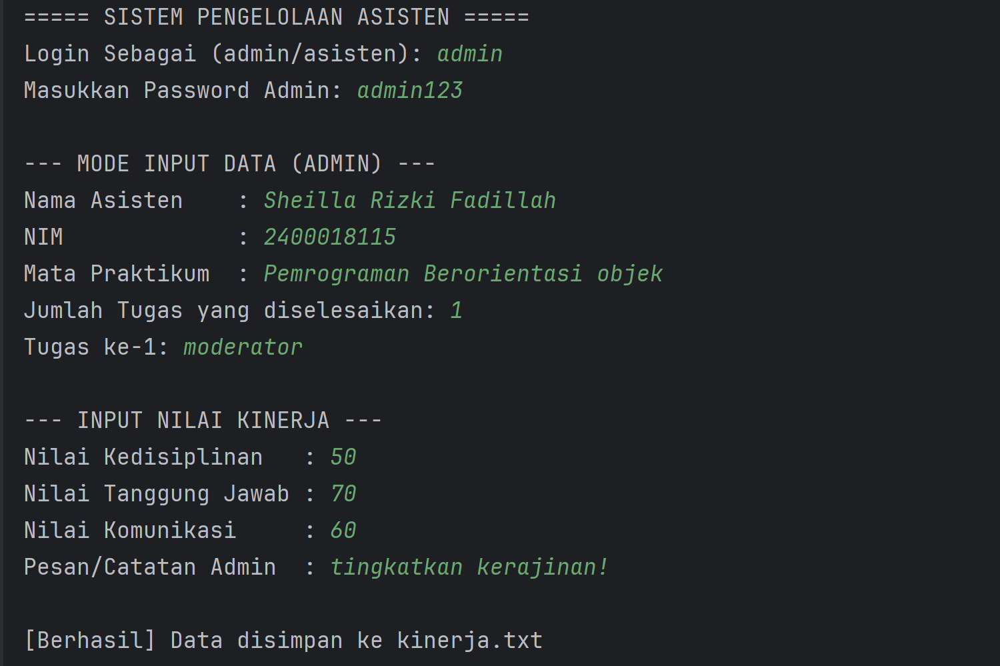 ===== SISTEM PENGELOLAAN ASISTEN =====
Login Sebagai (admin/asisten): admin
Masukkan Password Admin: admin123
--- MODE INPUT DATA (ADMIN) ---
Nama Asisten    : Sheilla Rizki Fadillah
NIM             : 2400018115
Mata Praktikum  : Pemrograman Berorientasi objek
Jumlah Tugas yang diselesaikan: 1
Tugas ke-1: moderator
--- INPUT NILAI KINERJA ---
Nilai Kedisiplinan   : 50
Nilai Tanggung Jawab : 70
Nilai Komunikasi     : 60
Pesan/Catatan Admin  : tingkatkan kerajinan!
[Berhasil] Data disimpan ke kinerja.txt